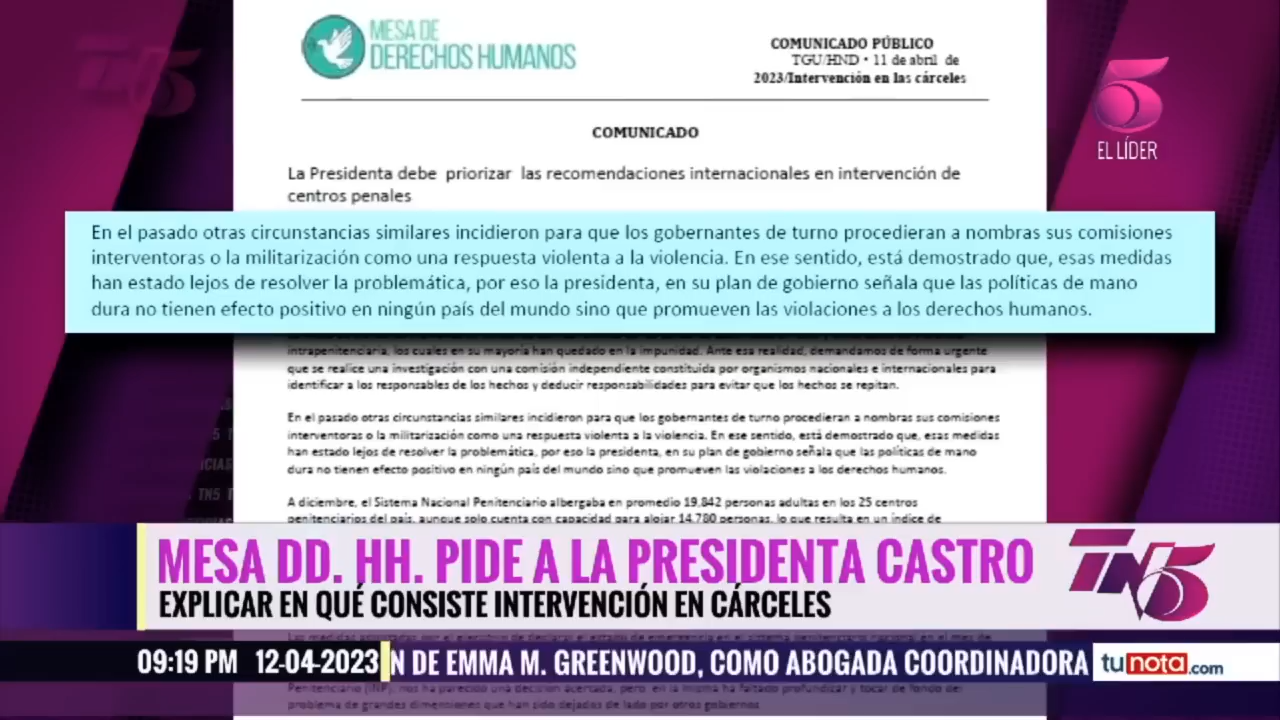 MESA DE
DERECHOS HUMANOS
COMUNICADO PÚBLICO
TGU/HND • 11 de abril de
2023/Intervención en las cárceles
TN5
5
EL LÍDER
COMUNICADO
La Presidenta debe priorizar las recomendaciones internacionales en intervención de
centros penales
En el pasado otras circunstancias similares incidieron para que los gobernantes de turno procedieran a nombras sus comisiones
interventoras o la militarización como una respuesta violenta a la violencia. En ese sentido, está demostrado que, esas medidas
han estado lejos de resolver la problemática, por eso la presidenta, en su plan de gobierno señala que las políticas de mano
dura no tienen efecto positivo en ningún país del mundo sino que promueven las violaciones a los derechos humanos.
intrapenitenciaria, los cuales en su mayoría han quedado en la impunidad. Ante esa realidad, demandamos de forma urgente
que se realice una investigación con una comisión independiente constituida por organismos nacionales e internacionales para
identificar a los responsables de los hechos y deducir responsabilidades para evitar que los hechos se repitan.
En el pasado otras circunstancias similares incidieron para que los gobernantes de turno procedieran a nombras sus comisiones
interventoras o la militarización como una respuesta violenta a la violencia. En ese sentido, está demostrado que, esas medidas
han estado lejos de resolver la problemática, por eso la presidenta, en su plan de gobierno señala que las políticas de mano
dura no tienen efecto positivo en ningún país del mundo sino que promueven las violaciones a los derechos humanos.
A diciembre, el Sistema Nacional Penitenciario albergaba en promedio 19,842 personas adultas en los 25 centros
penitenciarios del país, aunque solo cuenta con capacidad para alojar 14,780 personas, lo que resulta en un índice de
MESA DD. HH. PIDE A LA PRESIDENTA CASTRO
EXPLICAR EN QUÉ CONSISTE INTERVENCIÓN EN CÁRCELES
TN5
09:19 PM 12-04-2023
N DE EMMA M. GREENWOOD, COMO ABOGADA COORDINADORA
tunota.com
Penitenciario (INP), nos ha parecido una decisión acertada, pero en la misma ha faltado profundizar y tocar de fondo del
problema de grandes dimensiones que han sido dejados de lado por otros gobiernos